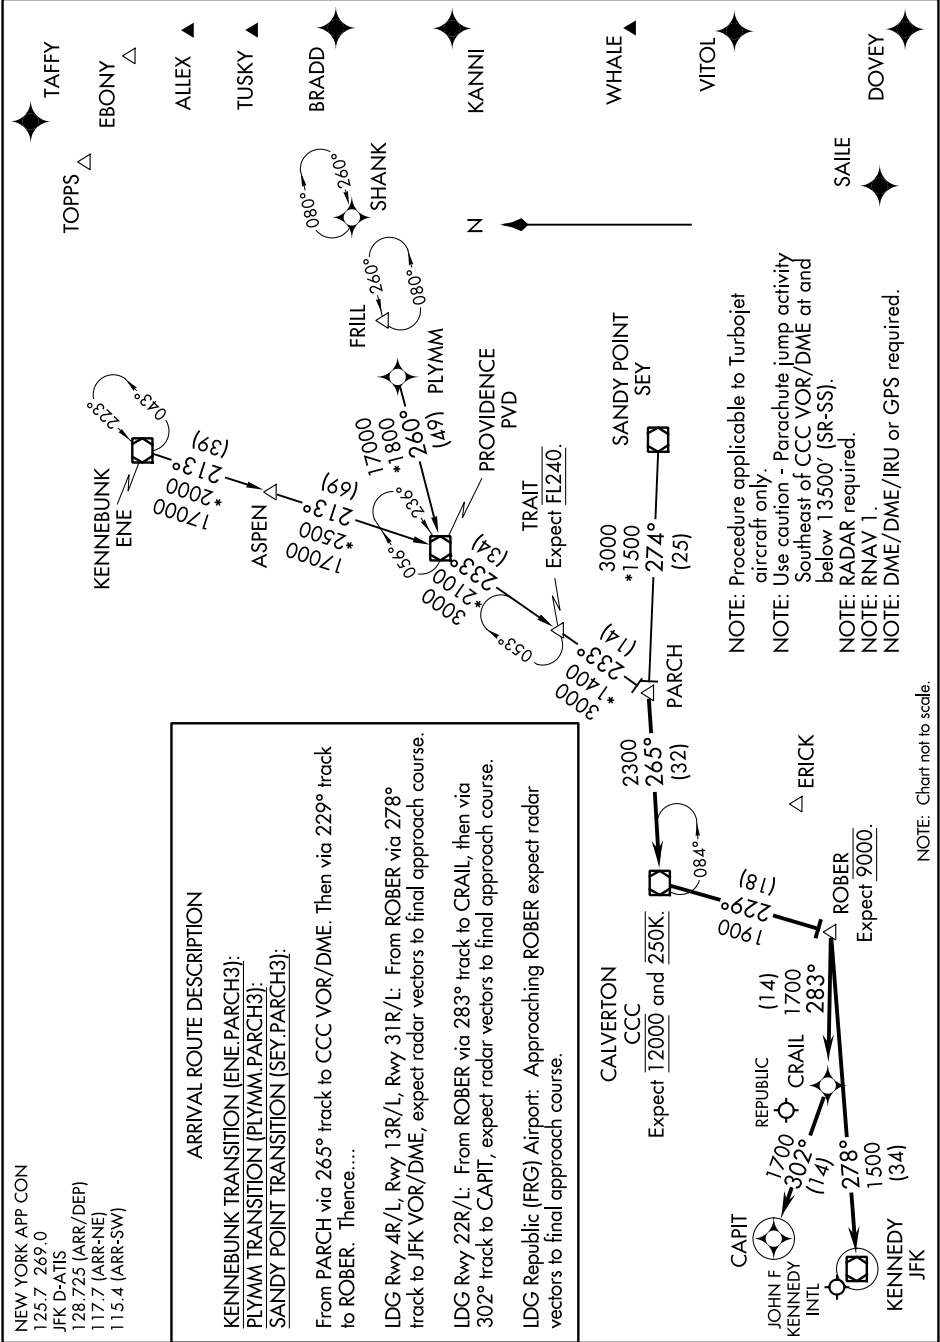 NEW YORK APP CON
125.7 269.0
JFK D-ATIS
128.725 (ARR/DEP)
117.7 (ARR-NE)
115.4 (ARR-SW)
ARRIVAL ROUTE DESCRIPTION
KENNEBUNK TRANSITION (ENE.PARCH3):
PLYMM TRANSITION (PLYMM.PARCH3):
SANDY POINT TRANSITION (SEY.PARCH3):
From PARCH via 265° track to CCC VOR/DME. Then via 229° track
to ROBER. Thence....
LDG Rwy 4R/L, Rwy 13R/L, Rwy 31R/L: From ROBER via 278°
track to JFK VOR/DME, expect radar vectors to final approach course.
LDG Rwy 22R/L: From ROBER via 283° track to CRAIL, then via
302° track to CAPIT, expect radar vectors to final approach course.
LDG Republic (FRG) Airport: Approaching ROBER expect radar
vectors to final approach course.
TAFFY
EBONY
ALLEX
TUSKY
BRADD
KANNI
WHALE
VITOL
DOVEY
TOPPS
SAILE
SHANK
080°
260°
FRILL
260°
080°
N
KENNEBUNK
ENE
223°
043°
17000
*2000
213°
(39)
ASPEN
17000
*2500
213°
(69)
PLYMM
17000
*1800
260°
(49)
PROVIDENCE
PVD
236°
056°
3000
*2100
233°
(34)
TRAIT
Expect FL240.
053°
3000
*1400
233°
(14)
SANDY POINT
SEY
3000
*1500
274°
(25)
PARCH
2300
265°
(32)
CALVERTON
CCC
Expect 12000 and 250K.
084°
1900
229°
(18)
ERICK
ROBER
Expect 9000.
(14)
1700
283°
CRAIL
REPUBLIC
1700
302°
(14)
278°
1500
(34)
CAPIT
JOHN F
KENNEDY
INTL
KENNEDY
JFK
NOTE: Procedure applicable to Turbojet
aircraft only.
NOTE: Use caution - Parachute jump activity
Southeast of CCC VOR/DME at and
below 13500' (SR-SS).
NOTE: RADAR required.
NOTE: RNAV 1.
NOTE: DME/DME/IRU or GPS required.
NOTE: Chart not to scale.